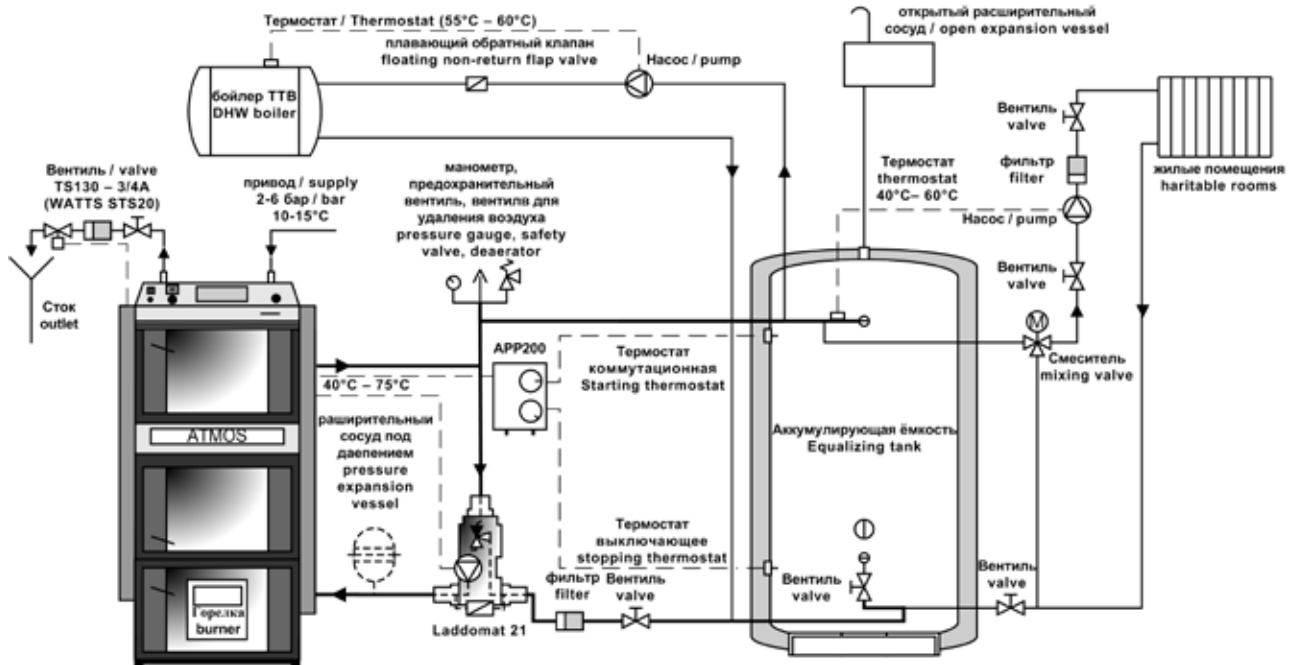 Термостат / Thermostat (55°C – 60°C)
плавающий обратный клапан
floating non-return flap valve
Насос / pump
открытый расширительный
сосуд / open expansion vessel
бойлер ТТВ
DHW boiler
Вентиль
valve
фильтр
filter
жилые помещения
haritable rooms
Вентиль / valve
TS130 – 3/4A
(WATTS STS20)
привод / supply
2-6 бар / bar
10-15°C
манометр,
предохранительный
вентиль, вентилв для
удаления воздуха
pressure gauge, safety
valve, deaerator
Термостат
thermostat
40°C– 60°C
Насос / pump
Вентиль
valve
Сток
outlet
M
Смеситель
mixing valve
APP200
Термостат
коммутационная
Starting thermostat
40°C – 75°C
раширительный
сосуд под
давпением
pressure
expansion
vessel
ATMOS
Аккумулирующая ёмкость
Equalizing tank
Термостат
выключающее
stopping thermostat
фильтр
filter
Вентиль
valve
Вентиль
valve
Вентиль
valve
Горелка
burner
Laddomat 21